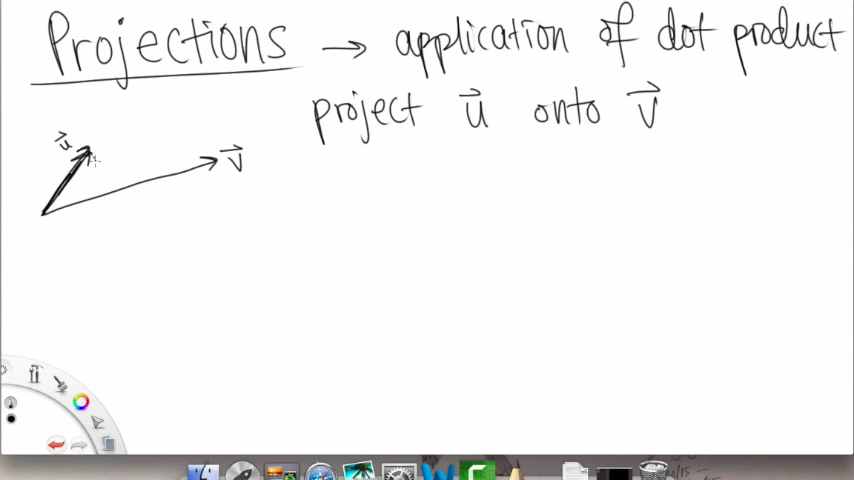 Projections → application of dot product
project u⃗ onto v⃗
u⃗
v⃗